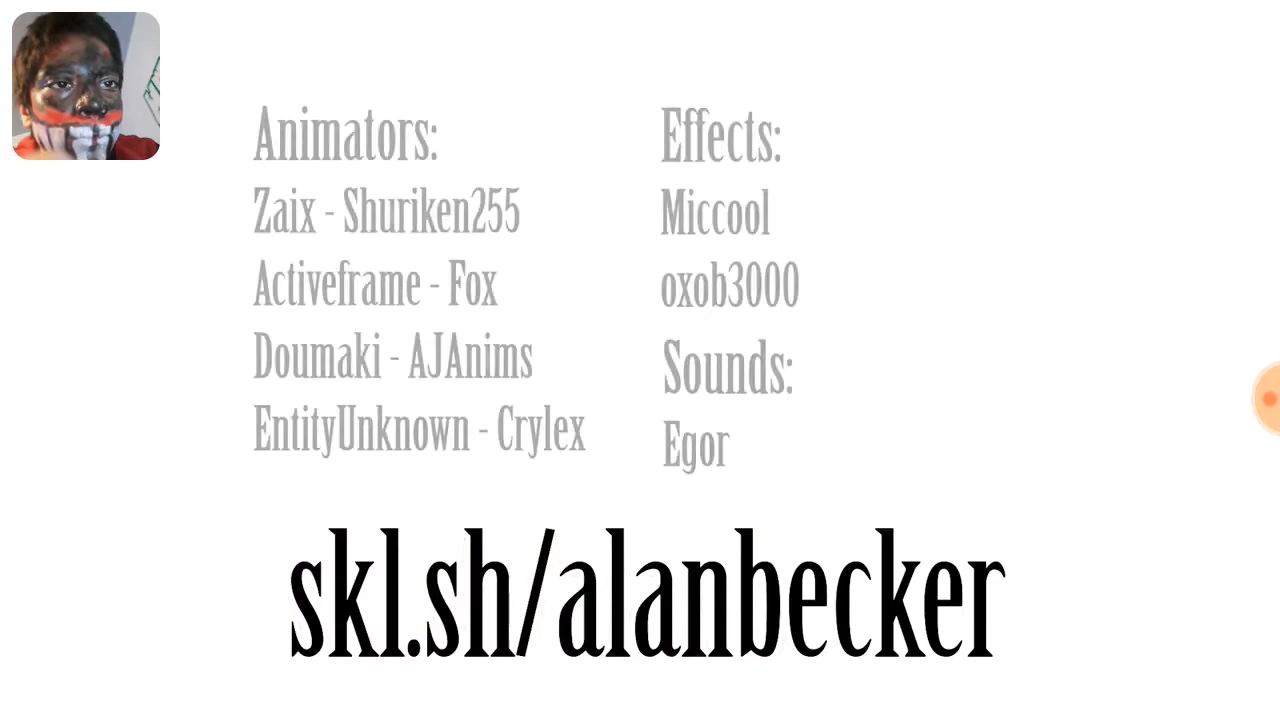 Animators:
Zaix - Shuriken255
Activeframe - Fox
Doumaki - AJAnims
EntityUnknown - Crylex
Effects:
Miccool
oxob3000
Sounds:
Egor
skl.sh/alanbecker